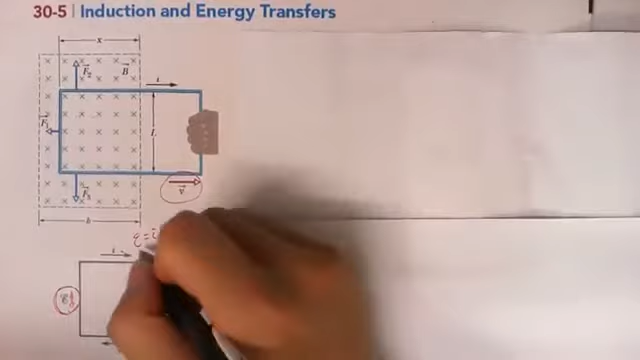 30-5 | Induction and Energy Transfers
x
F₂ B i
F₁ L
F₃ v
b
i